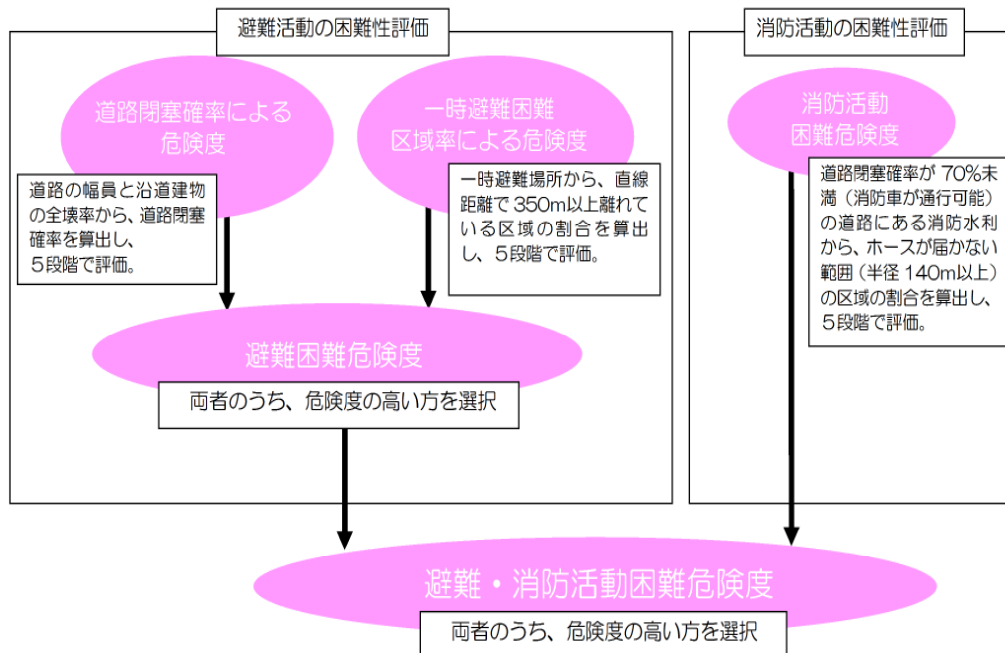 避難活動の困難性評価
道路閉塞確率による
危険度
道路の幅員と沿道建物
の全壊率から、道路閉塞
確率を算出し、
5段階で評価。
一時避難困難
区域率による危険度
一時避難場所から、直線
距離で350m以上離れて
いる区域の割合を算出
し、5段階で評価。
避難困難危険度
両者のうち、危険度の高い方を選択
消防活動の困難性評価
消防活動
困難危険度
道路閉塞確率が70%未
満（消防車が通行可能）
の道路にある消防水利
から、ホースが届かない
範囲（半径140m以上）
の区域の割合を算出し、
5段階で評価。
避難・消防活動困難危険度
両者のうち、危険度の高い方を選択